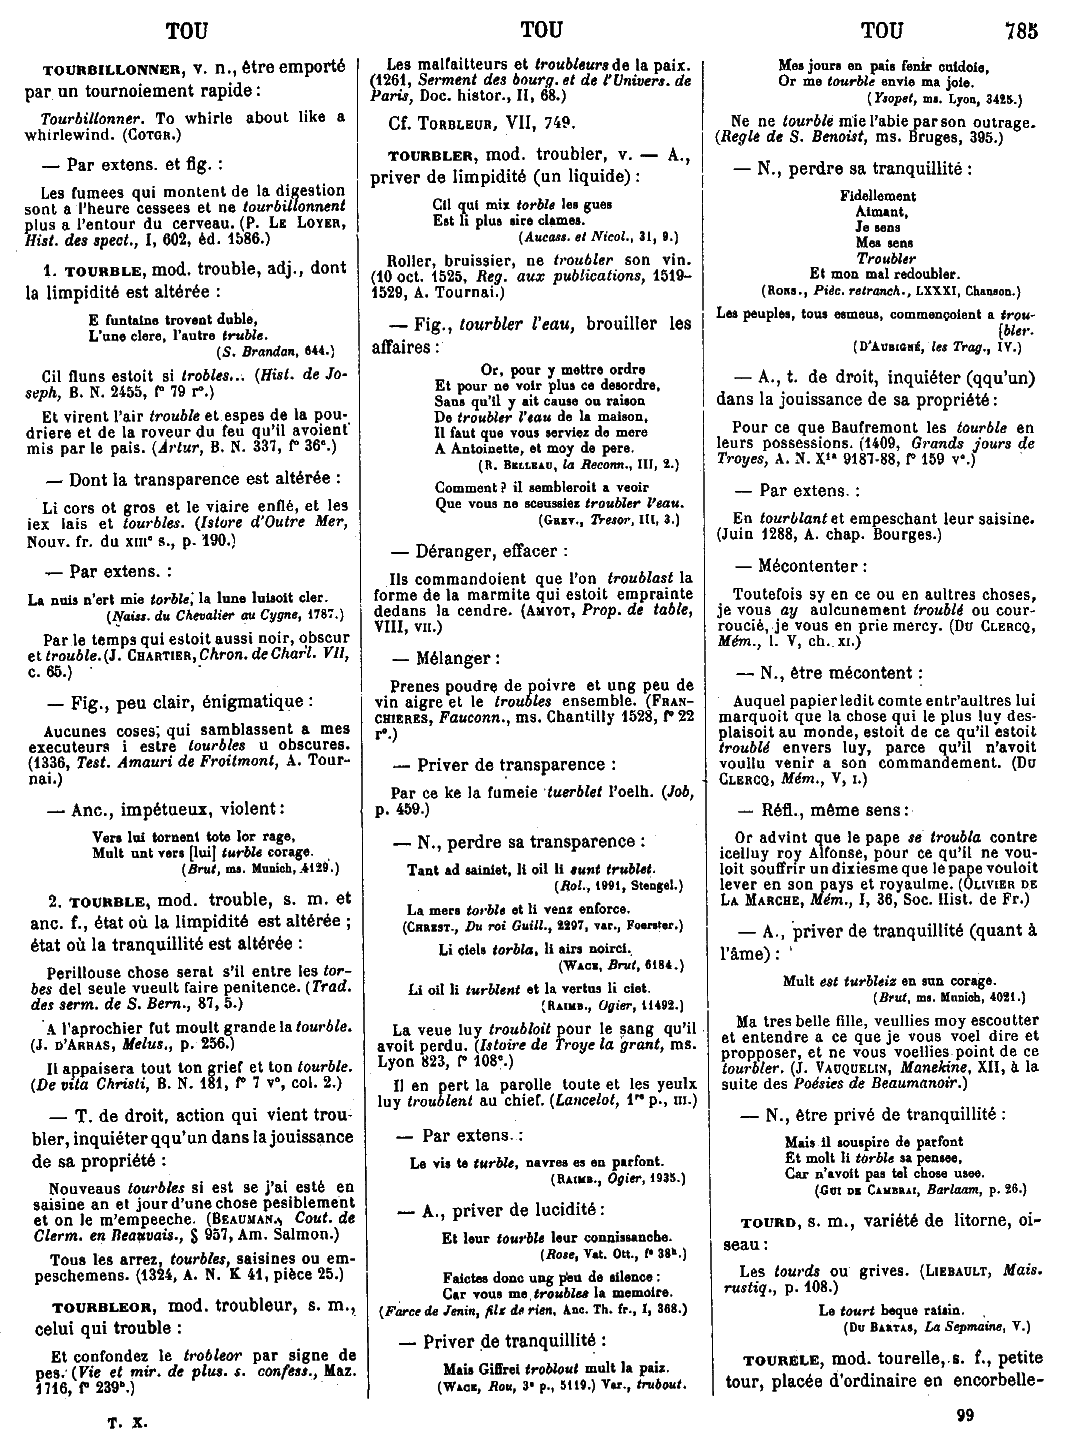 TOU
TOU
TOU
785
TOURBILLONNER, v. n., être emporté
par un tournoiement rapide :
Tourbillonner. To whirle about like a
whirlewind. (COTGR.)
— Par extens. et fig. :
Les fumees qui montent de la digestion
sont a l'heure cessees et ne tourbillonnent
plus a l'entour du cerveau. (P. LE LOYER,
Hist. des spect., I, 602, éd. 1586.)
1. TOURBLE, mod. trouble, adj., dont
la limpidité est altérée :
E funtaine trovent duble,
L'une clere, l'autre truble.
(S. Brandan, 644.)
Cil fluns estoit si trobles... (Hist. de Jo-
seph, B. N. 2455, f° 79 r°.)
Et virent l'air trouble et espes de la pou-
driere et de la roveur du feu qu'il avoient
mis par le pais. (Artur, B. N. 337, f° 36ᶜ.)
— Dont la transparence est altérée :
Li cors ot gros et le viaire enflé, et les
iex lais et tourbles. (Istore d'Outre Mer,
Nouv. fr. du XIIIᵉ s., p. 190.)
— Par extens. :
La nuis n'ert mie torble, la lune luisoit cler.
(Naiss. du Chevalier au Cygne, 1787.)
Par le temps qui estoit aussi noir, obscur
et trouble. (J. CHARTIER, Chron. de Charl. VII,
c. 65.)
— Fig., peu clair, énigmatique :
Aucunes coses, qui samblassent a mes
executeurs i estre tourbles u obscures.
(1336, Test. Amauri de Froitmont, A. Tour-
nai.)
— Anc., impétueux, violent :
Vers lui tornent tote lor rage,
Mult unt vers [lui] turble corage.
(Brut, ms. Munich, 4129.)
2. TOURBLE, mod. trouble, s. m. et
anc. f., état où la limpidité est altérée ;
état où la tranquillité est altérée :
Perillouse chose serat s'il entre les tor-
bes del seule vueult faire penitence. (Trad.
des serm. de S. Bern., 87, 5.)
A l'aprochier fut moult grande la tourble.
(J. D'ARRAS, Melus., p. 256.)
Il appaisera tout ton grief et ton tourble.
(De vita Christi, B. N. 181, f° 7 v°, col. 2.)
— T. de droit, action qui vient trou-
bler, inquiéter qqu'un dans la jouissance
de sa propriété :
Nouveaus tourbles si est se j'ai esté en
saisine an et jour d'une chose pesiblement
et on le m'empeeche. (BEAUMAN., Cout. de
Clerm. en Beauvais., § 957, Am. Salmon.)
Tous les arrez, tourbles, saisines ou em-
peschemens. (1324, A. N. K 41, pièce 25.)
TOURBLEOR, mod. troubleur, s. m.,
celui qui trouble :
Et confondez le trobleor par signe de
pes. (Vie et mir. de plus. s. confess., Maz.
1716, f° 239ᵇ.)
T. X.
Les malfaitteurs et troubleurs de la paix.
(1261, Serment des bourg. et de l'Univers. de
Paris, Doc. histor., II, 68.)
Cf. TORBLEUR, VII, 749.
TOURBLER, mod. troubler, v. — A.,
priver de limpidité (un liquide) :
Cil qui mix torble les gues
Est li plus sire clames.
(Aucass. et Nicol., 31, 9.)
Roller, bruissier, ne troubler son vin.
(10 oct. 1525, Reg. aux publications, 1519-
1529, A. Tournai.)
— Fig., tourbler l'eau, brouiller les
affaires :
Or, pour y mettre ordre
Et pour ne voir plus ce desordre,
Sans qu'il y ait cause ou raison
De troubler l'eau de la maison,
Il faut que vous serviez de mere
A Antoinette, et moy de pere.
(R. BELLEAU, la Reconn., III, 2.)
Comment ? il sembleroit a veoir
Que vous ne sceussiez troubler l'eau.
(GREV., Tresor, III, 3.)
— Déranger, effacer :
Ils commandoient que l'on troublast la
forme de la marmite qui estoit emprainte
dedans la cendre. (AMYOT, Prop. de table,
VIII, VII.)
— Mélanger :
Prenes poudre de poivre et ung peu de
vin aigre et le troubles ensemble. (FRAN-
CHIERES, Fauconn., ms. Chantilly 1528, f° 22
r°.)
— Priver de transparence :
Par ce ke la fumeie tuerblet l'oelh. (Job,
p. 459.)
— N., perdre sa transparence :
Tant ad sainiet, li oil li sunt trublet.
(Rol., 1991, Stengel.)
La mers torble et li venz enforce.
(CHREST., Du roi Guill., 2297, var., Foerster.)
Li ciels torbla, li airs noirci.
(WACE, Brut, 6184.)
Li oil li turblent et la vertus li ciet.
(RAIMB., Ogier, 11492.)
La veue luy troubloit pour le sang qu'il
avoit perdu. (Istoire de Troye la grant, ms.
Lyon 823, f° 108ᶜ.)
Il en pert la parolle toute et les yeulx
luy troublent au chief. (Lancelot, 1ʳᵉ p., III.)
— Par extens. :
Le vis te turble, navres es en parfont.
(RAIMB., Ogier, 1935.)
— A., priver de lucidité :
Et leur tourble leur connissanche.
(Rose, Vat. Ott., f° 38ᵇ.)
Faictes donc ung peu de silence :
Car vous me troubles la memoire.
(Farce de Jenin, filz de rien, Anc. Th. fr., I, 368.)
— Priver de tranquillité :
Mais Giffrei troblout mult la paiz.
(WACE, Rou, 3ᵉ p., 5119.) Var., trubout.
Mes jours en pais fenir cuidoie,
Or me tourble envie ma joie.
(Ysopet, ms. Lyon, 3425.)
Ne ne tourble mie l'abie par son outrage.
(Regle de S. Benoist, ms. Bruges, 395.)
— N., perdre sa tranquillité :
Fidellement
Aimant,
Je sens
Mes sens
Troubler
Et mon mal redoubler.
(RONS., Pièc. retranch., LXXXI, Chanson.)
Les peuples, tous esmeus, commençoient a trou-
[bler.
(D'AUBIGNÉ, les Trag., IV.)
— A., t. de droit, inquiéter (qqu'un)
dans la jouissance de sa propriété :
Pour ce que Baufremont les tourble en
leurs possessions. (1409, Grands jours de
Troyes, A. N. X¹ᵃ 9187-88, f° 159 v°.)
— Par extens. :
En tourblant et empeschant leur saisine.
(Juin 1288, A. chap. Bourges.)
— Mécontenter :
Toutefois sy en ce ou en aultres choses,
je vous ay aulcunement troublé ou cour-
roucié, je vous en prie mercy. (DU CLERCQ,
Mém., l. V, ch. XI.)
— N., être mécontent :
Auquel papier ledit comte entr'aultres lui
marquoit que la chose qui le plus luy des-
plaisoit au monde, estoit de ce qu'il estoit
troublé envers luy, parce qu'il n'avoit
voullu venir a son commandement. (DU
CLERCQ, Mém., V, I.)
— Réfl., même sens :
Or advint que le pape se troubla contre
icelluy roy Alfonse, pour ce qu'il ne vou-
loit souffrir un dixiesme que le pape vouloit
lever en son pays et royaulme. (OLIVIER DE
LA MARCHE, Mém., I, 36, Soc. Hist. de Fr.)
— A., priver de tranquillité (quant à
l'âme) :
Mult est turbleiz en sun corage.
(Brut, ms. Munich, 4021.)
Ma tres belle fille, veullies moy escoutter
et entendre a ce que je vous voel dire et
propposer, et ne vous voellies point de ce
tourbler. (J. VAUQUELIN, Manekine, XII, à la
suite des Poésies de Beaumanoir.)
— N., être privé de tranquillité :
Mais il souspire de parfont
Et molt li torble sa pensee,
Car n'avoit pas tel chose usee.
(GUI DE CAMBRAI, Barlaam, p. 26.)
TOURD, s. m., variété de litorne, oi-
seau :
Les tourds ou grives. (LIEBAULT, Mais.
rustiq., p. 108.)
Le tourt beque raisin.
(DU BARTAS, La Sepmaine, V.)
TOURELE, mod. tourelle, s. f., petite
tour, placée d'ordinaire en encorbelle-
99